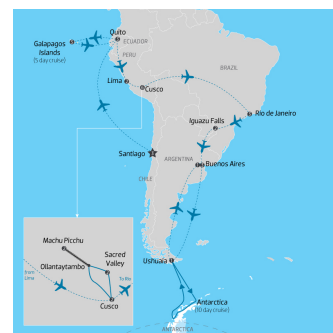 Quito
ECUADOR
Galapagos
Islands
(5 day cruise)
PERU
Lima
Cusco
BRAZIL
Rio de Janeiro
Iguazu Falls
Santiago
ARGENTINA
Buenos Aires
CHILE
Machu Picchu
Ollantaytambo
Sacred
Valley
from
Lima
To Rio
Cusco
Ushuaia
Antarctica
(10 day cruise)
ANTARCTICA